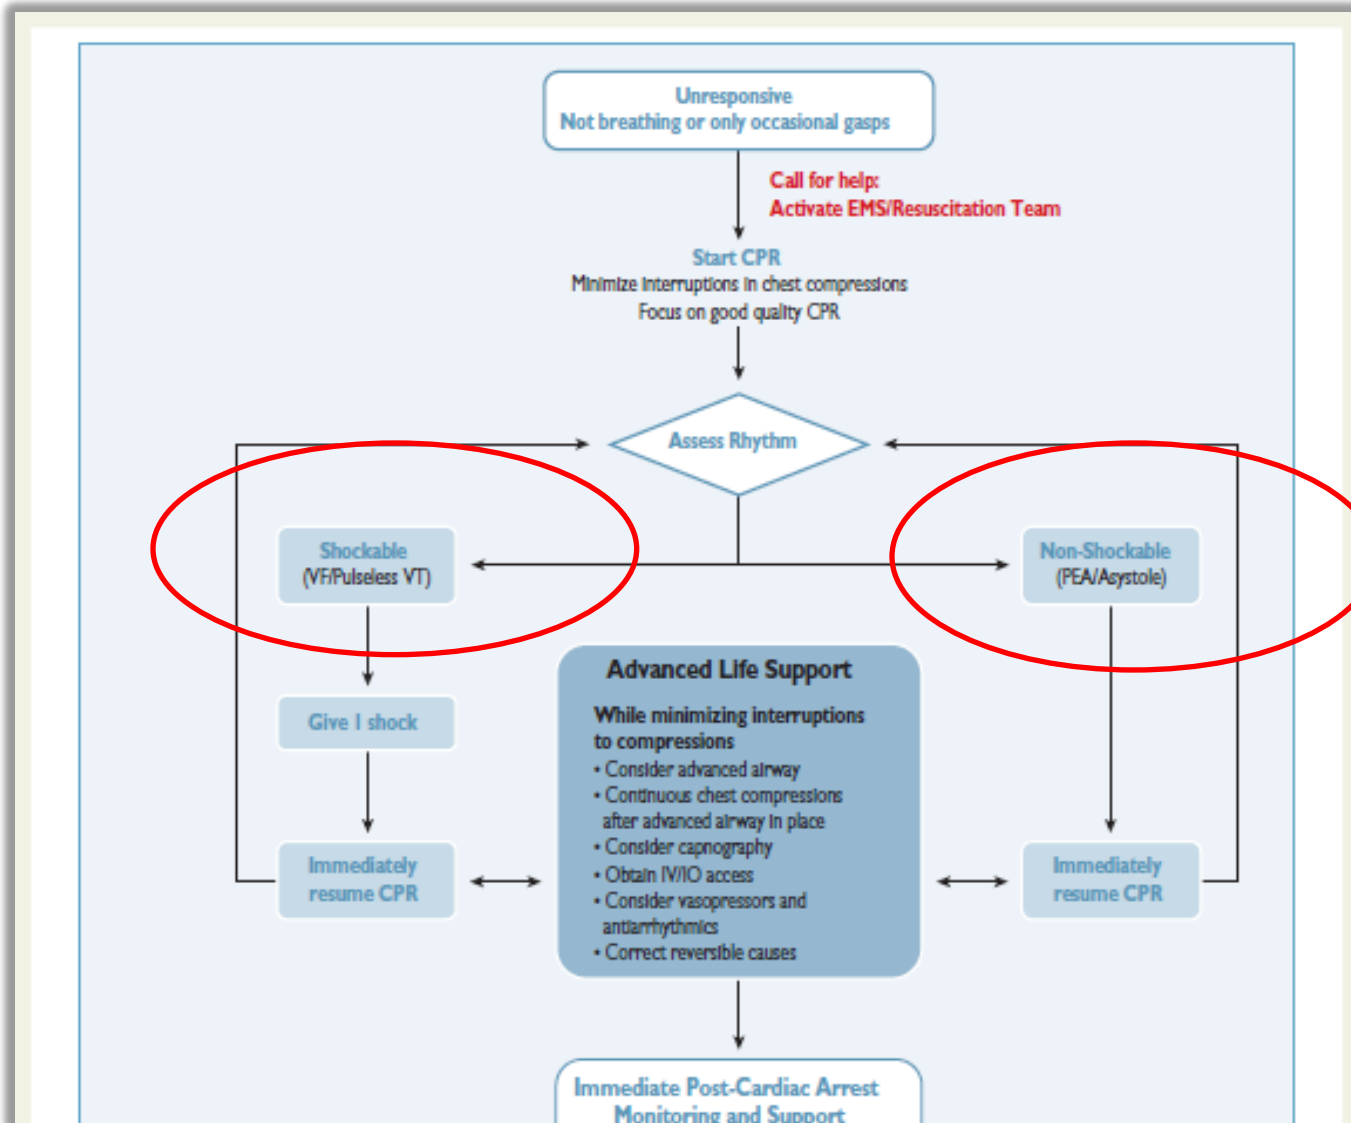 Unresponsive
Not breathing or only occasional gasps
Call for help:
Activate EMS/Resuscitation Team
Start CPR
Minimize interruptions in chest compressions
Focus on good quality CPR
Assess Rhythm
Shockable
(VF/Pulseless VT)
Non-Shockable
(PEA/Asystole)
Give 1 shock
Immediately
resume CPR
Advanced Life Support
While minimizing interruptions
to compressions
• Consider advanced airway
• Continuous chest compressions
after advanced airway in place
• Consider capnography
• Obtain IV/IO access
• Consider vasopressors and
antiarrhythmics
• Correct reversible causes
Immediately
resume CPR
Immediate Post-Cardiac Arrest
Monitoring and Support